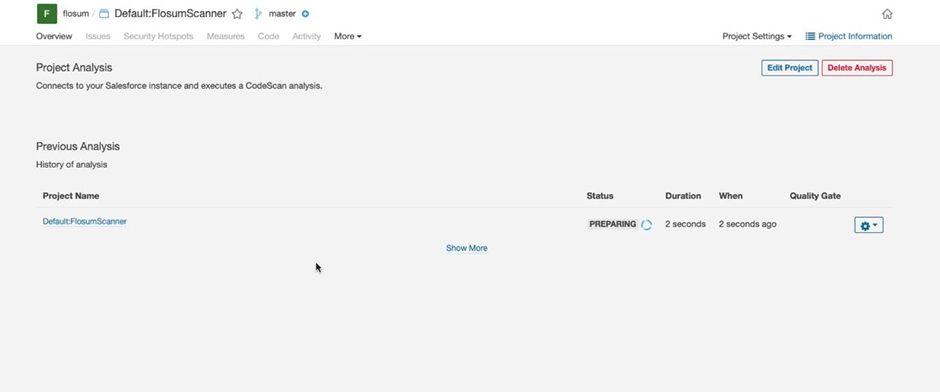 F flosum / Default:FlosumScanner master
Overview Issues Security Hotspots Measures Code Activity More Project Settings Project Information
Project Analysis Edit Project Delete Analysis
Connects to your Salesforce instance and executes a CodeScan analysis.
Previous Analysis
History of analysis
Project Name Status Duration When Quality Gate
Default:FlosumScanner PREPARING 2 seconds 2 seconds ago
Show More